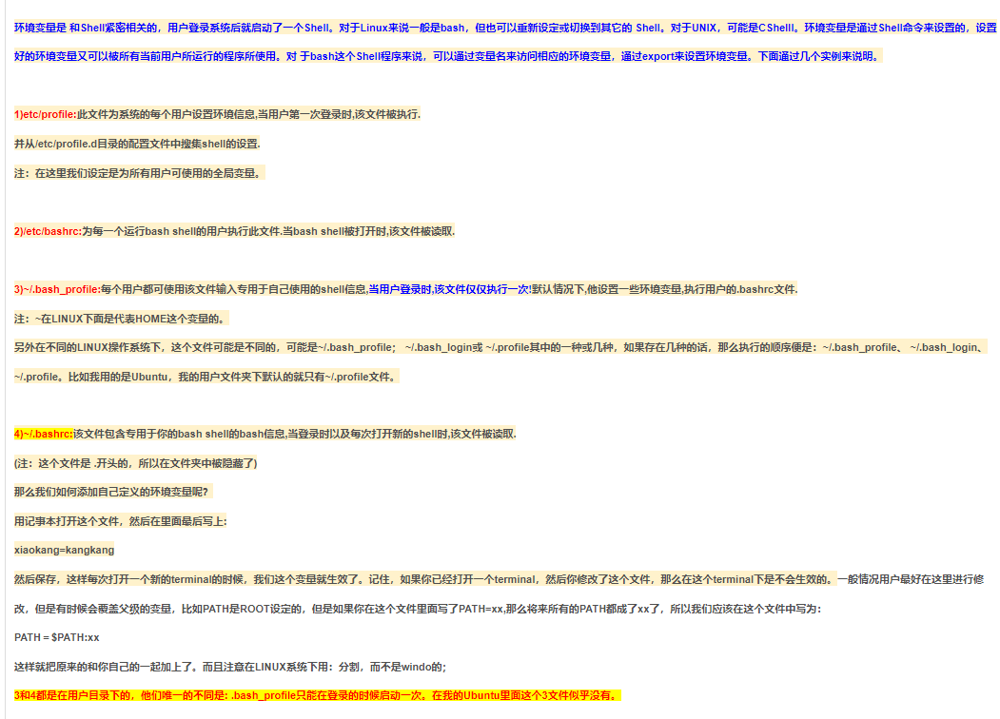 环境变量是 和Shell紧密相关的，用户登录系统后就启动了一个Shell。对于Linux来说一般是bash，但也可以重新设定或切换到其它的 Shell。对于UNIX，可能是CShelll。环境变量是通过Shell命令来设置的，设置
好的环境变量又可以被所有当前用户所运行的程序所使用。对 于bash这个Shell程序来说，可以通过变量名来访问相应的环境变量，通过export来设置环境变量。下面通过几个实例来说明。
1)etc/profile:此文件为系统的每个用户设置环境信息,当用户第一次登录时,该文件被执行.
并从/etc/profile.d目录的配置文件中搜集shell的设置.
注：在这里我们设定是为所有用户可使用的全局变量。
2)/etc/bashrc:为每一个运行bash shell的用户执行此文件.当bash shell被打开时,该文件被读取.
3)~/.bash_profile:每个用户都可使用该文件输入专用于自己使用的shell信息,当用户登录时,该文件仅仅执行一次!默认情况下,他设置一些环境变量,执行用户的.bashrc文件.
注：~在LINUX下面是代表HOME这个变量的。
另外在不同的LINUX操作系统下，这个文件可能是不同的，可能是~/.bash_profile； ~/.bash_login或 ~/.profile其中的一种或几种，如果存在几种的话，那么执行的顺序便是：~/.bash_profile、 ~/.bash_login、
~/.profile。比如我用的是Ubuntu，我的用户文件夹下默认的就只有~/.profile文件。
4)~/.bashrc:该文件包含专用于你的bash shell的bash信息,当登录时以及每次打开新的shell时,该文件被读取.
(注：这个文件是 .开头的，所以在文件夹中被隐藏了)
那么我们如何添加自己定义的环境变量呢？
用记事本打开这个文件，然后在里面最后写上:
xiaokang=kangkang
然后保存，这样每次打开一个新的terminal的时候，我们这个变量就生效了。记住，如果你已经打开一个terminal，然后你修改了这个文件，那么在这个terminal下是不会生效的。一般情况用户最好在这里进行修
改，但是有时候会覆盖父级的变量，比如PATH是ROOT设定的，但是如果你在这个文件里面写了PATH=xx,那么将来所有的PATH都成了xx了，所以我们应该在这个文件中写为：
PATH＝$PATH:xx
这样就把原来的和你自己的一起加上了。而且注意在LINUX系统下用：分割，而不是windo的；
3和4都是在用户目录下的，他们唯一的不同是: .bash_profile只能在登录的时候启动一次。在我的Ubuntu里面这个3文件似乎没有。